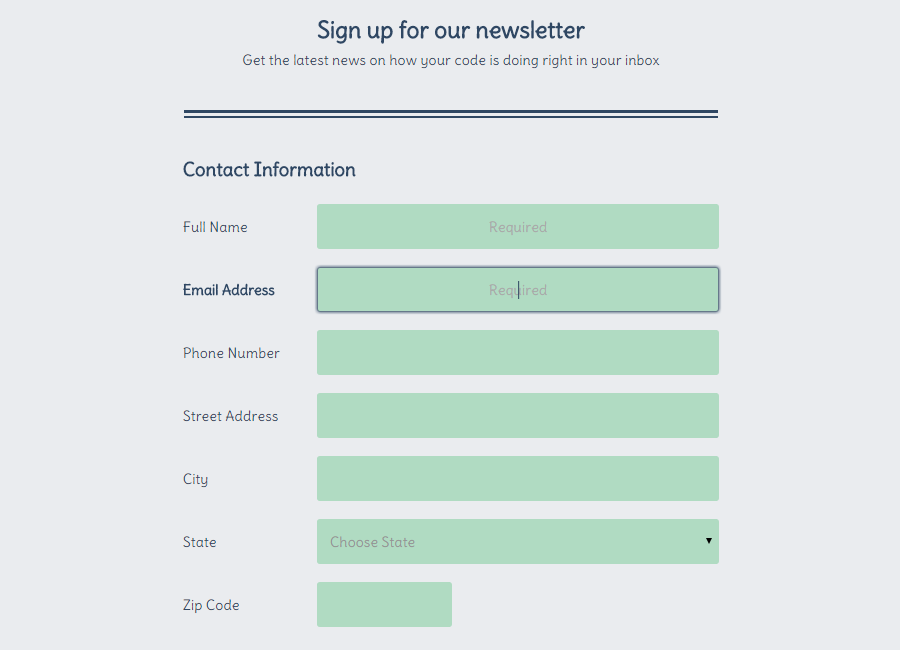 Sign up for our newsletter
Get the latest news on how your code is doing right in your inbox
Contact Information
Full Name Required
Email Address Required
Phone Number
Street Address
City
State Choose State
Zip Code